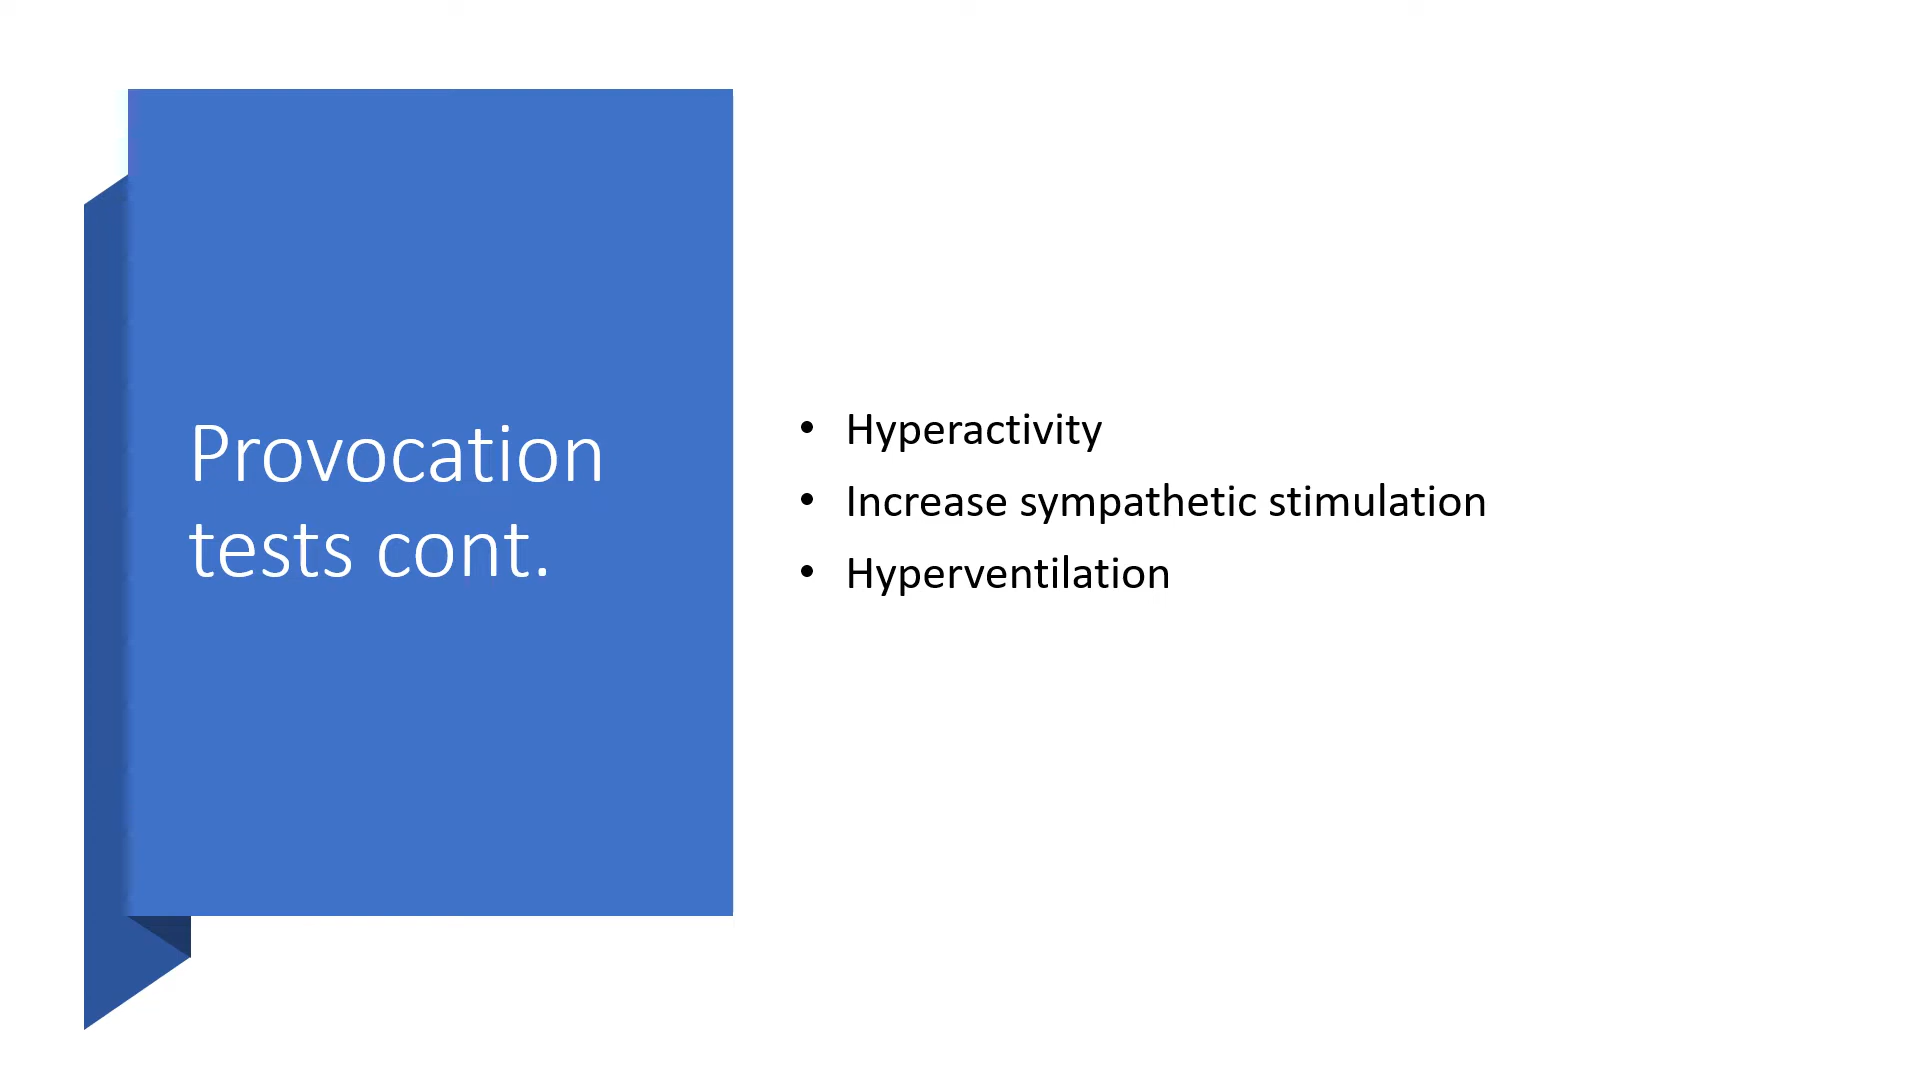 Provocation
tests cont.
• Hyperactivity
• Increase sympathetic stimulation
• Hyperventilation